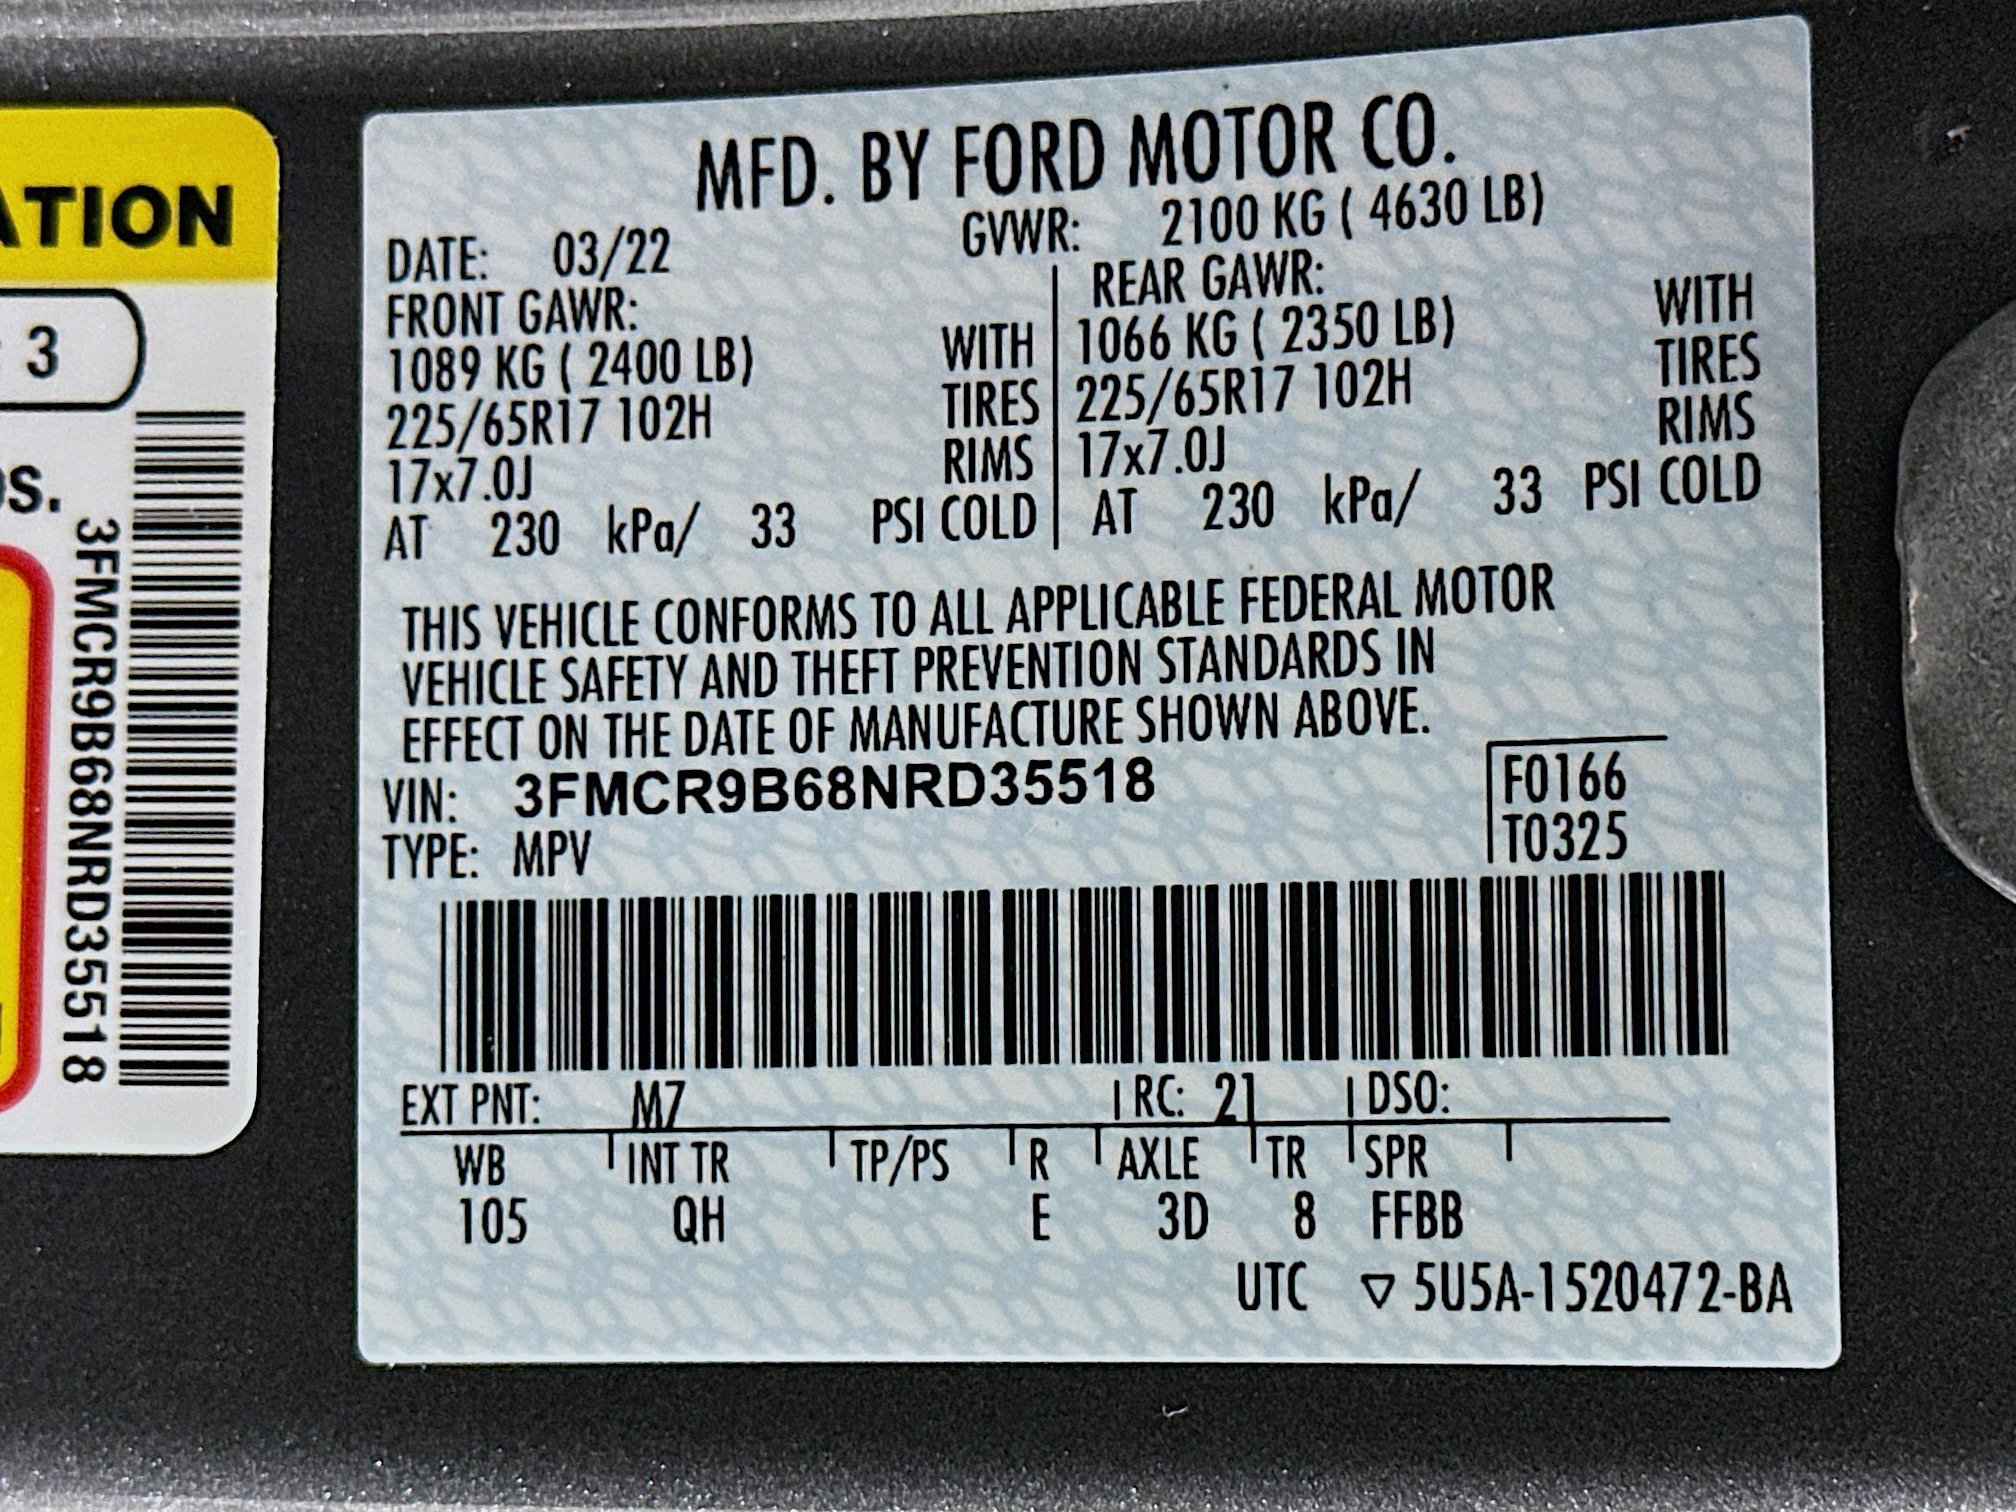 ATION
3
s.
3FMCR9B68NRD35518
MFD. BY FORD MOTOR CO.
DATE: 03/22 GVWR: 2100 KG ( 4630 LB)
FRONT GAWR: REAR GAWR:
1089 KG ( 2400 LB) WITH 1066 KG ( 2350 LB) WITH
225/65R17 102H TIRES 225/65R17 102H TIRES
17x7.0J RIMS 17x7.0J RIMS
AT 230 kPa/ 33 PSI COLD AT 230 kPa/ 33 PSI COLD
THIS VEHICLE CONFORMS TO ALL APPLICABLE FEDERAL MOTOR
VEHICLE SAFETY AND THEFT PREVENTION STANDARDS IN
EFFECT ON THE DATE OF MANUFACTURE SHOWN ABOVE.
VIN: 3FMCR9B68NRD35518 F0166
TYPE: MPV T0325
EXT PNT: M7 RC: 21 DSO:
WB INT TR TP/PS R AXLE TR SPR
105 QH E 3D 8 FFBB
UTC ▽ 5U5A-1520472-BA